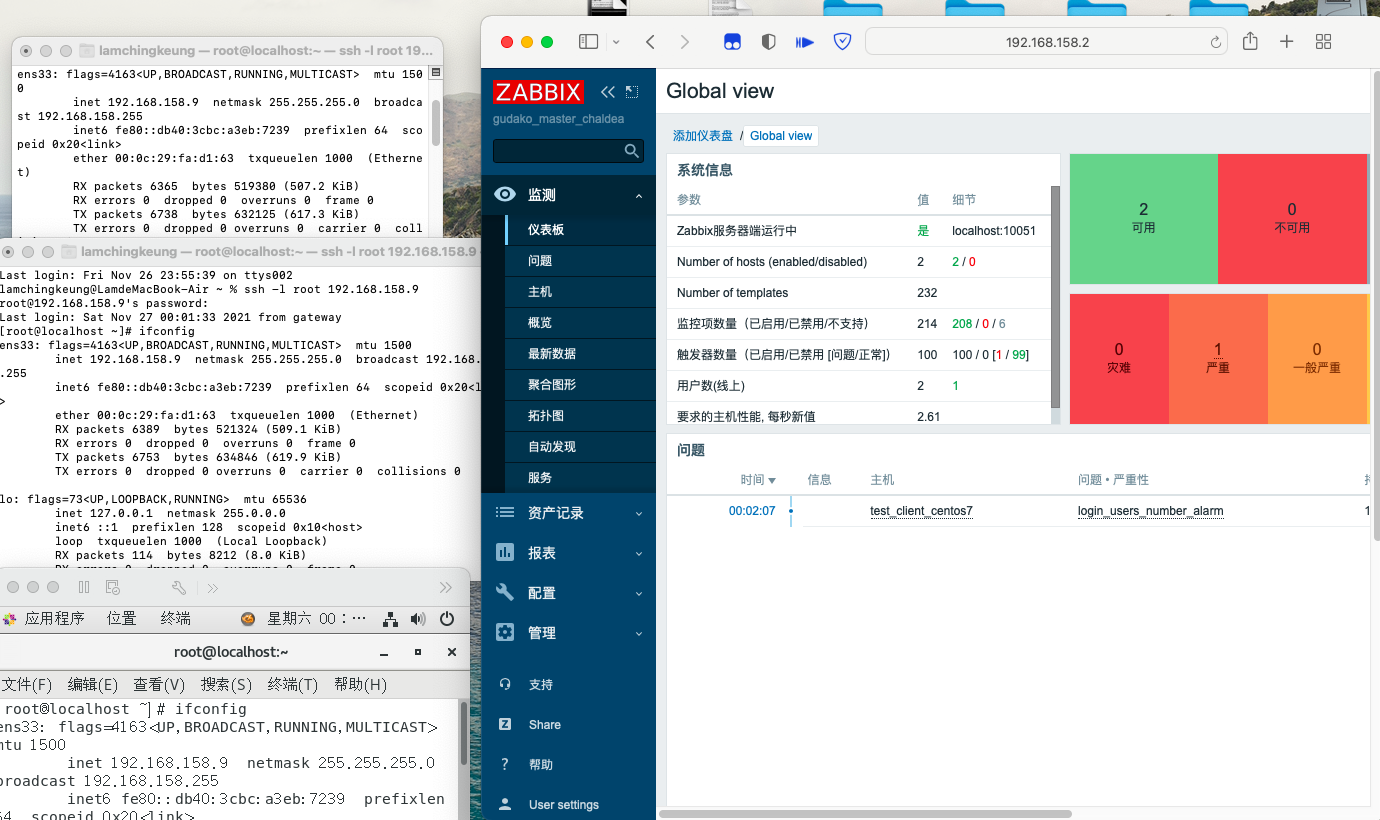 lamchingkeung — root@localhost:~ — ssh -l root 19...
ens33: flags=4163<UP,BROADCAST,RUNNING,MULTICAST>  mtu 150
0
inet 192.168.158.9  netmask 255.255.255.0  broadca
st 192.168.158.255
inet6 fe80::db40:3cbc:a3eb:7239  prefixlen 64  sco
peid 0x20<link>
ether 00:0c:29:fa:d1:63  txqueuelen 1000  (Etherne
t)
RX packets 6365  bytes 519380 (507.2 KiB)
RX errors 0  dropped 0  overruns 0  frame 0
TX packets 6738  bytes 632125 (617.3 KiB)
TX errors 0  dropped 0 overruns 0  carrier 0  coll
lamchingkeung — root@localhost:~ — ssh -l root 192.168.158.9
Last login: Fri Nov 26 23:55:39 on ttys002
lamchingkeung@LamdeMacBook-Air ~ % ssh -l root 192.168.158.9
root@192.168.158.9's password:
Last login: Sat Nov 27 00:01:33 2021 from gateway
[root@localhost ~]# ifconfig
ens33: flags=4163<UP,BROADCAST,RUNNING,MULTICAST>  mtu 1500
inet 192.168.158.9  netmask 255.255.255.0  broadcast 192.168.
.255
inet6 fe80::db40:3cbc:a3eb:7239  prefixlen 64  scopeid 0x20<l
>
ether 00:0c:29:fa:d1:63  txqueuelen 1000  (Ethernet)
RX packets 6389  bytes 521324 (509.1 KiB)
RX errors 0  dropped 0  overruns 0  frame 0
TX packets 6753  bytes 634846 (619.9 KiB)
TX errors 0  dropped 0 overruns 0  carrier 0  collisions 0
lo: flags=73<UP,LOOPBACK,RUNNING>  mtu 65536
inet 127.0.0.1  netmask 255.0.0.0
inet6 ::1  prefixlen 128  scopeid 0x10<host>
loop  txqueuelen 1000  (Local Loopback)
RX packets 114  bytes 8212 (8.0 KiB)
RX errors 0  dropped 0  overruns 0  frame 0
应用程序 位置 终端 星期六 00：…
root@localhost:~
文件(F) 编辑(E) 查看(V) 搜索(S) 终端(T) 帮助(H)
root@localhost ~]# ifconfig
ens33: flags=4163<UP,BROADCAST,RUNNING,MULTICAST>
mtu 1500
inet 192.168.158.9  netmask 255.255.255.0
broadcast 192.168.158.255
inet6 fe80::db40:3cbc:a3eb:7239  prefixlen
64  scopeid 0x20<link>
192.168.158.2
ZABBIX
gudako_master_chaldea
监测
仪表板
问题
主机
概览
最新数据
聚合图形
拓扑图
自动发现
服务
资产记录
报表
配置
管理
支持
Share
帮助
User settings
Global view
添加仪表盘 / Global view
系统信息
参数 值 细节
Zabbix服务器端运行中 是 localhost:10051
Number of hosts (enabled/disabled) 2 2 / 0
Number of templates 232
监控项数量（已启用/已禁用/不支持） 214 208 / 0 / 6
触发器数量（已启用/已禁用 [问题/正常]） 100 100 / 0 [1 / 99]
用户数(线上) 2 1
要求的主机性能, 每秒新值 2.61
2
可用
0
不可用
0
灾难
1
严重
0
一般严重
问题
时间 信息 主机 问题 • 严重性
00:02:07 test_client_centos7 login_users_number_alarm 1